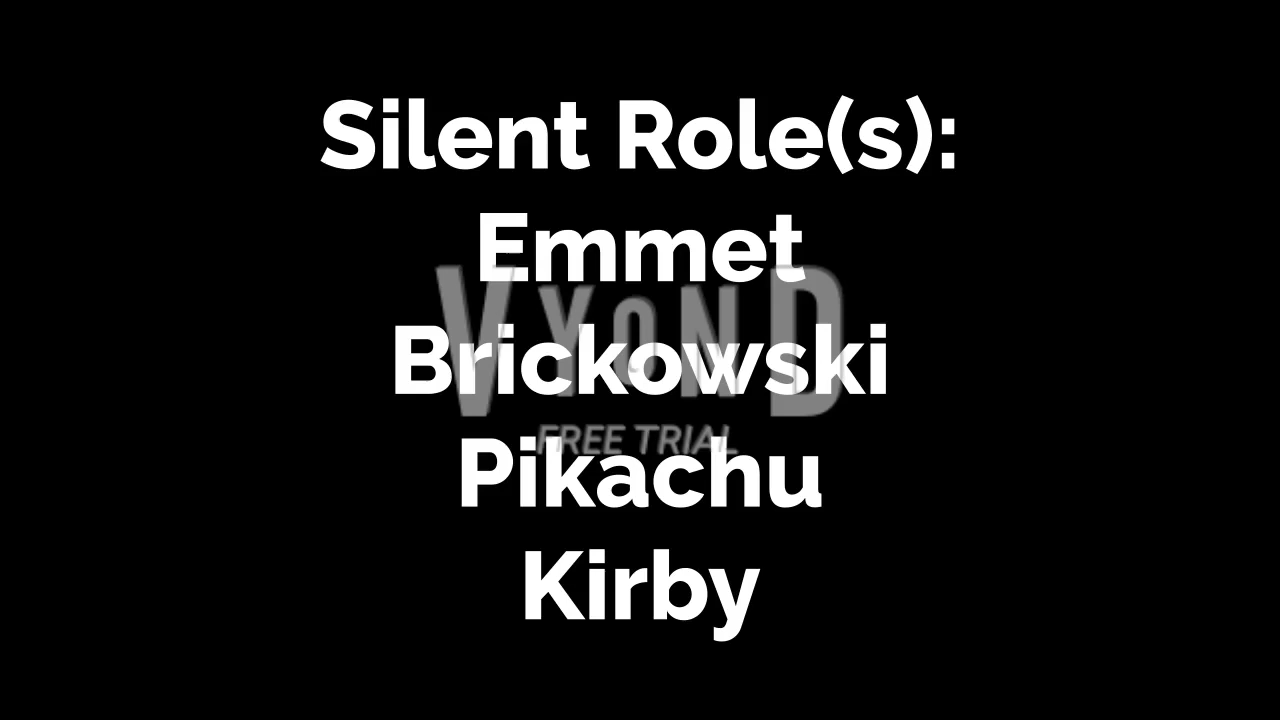 Silent Role(s):
Emmet
Brickowski
Pikachu
Kirby
VYOND
FREE TRIAL